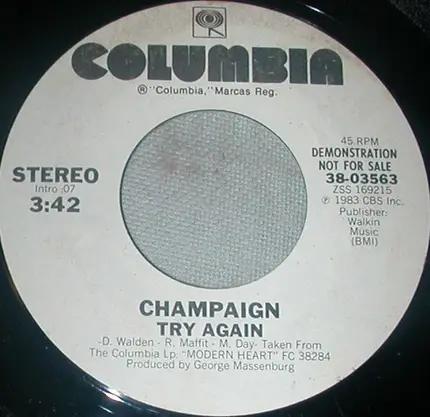 COLUMBIA
® "Columbia," Marcas Reg.
STEREO
Intro :07
3:42
45 RPM
DEMONSTRATION
NOT FOR SALE
38-03563
ZSS 169215
℗ 1983 CBS Inc.
Publisher:
Walkin
Music
(BMI)
CHAMPAIGN
TRY AGAIN
-D. Walden - R. Maffit - M. Day- Taken From
The Columbia Lp. "MODERN HEART" FC 38284
Produced by George Massenburg